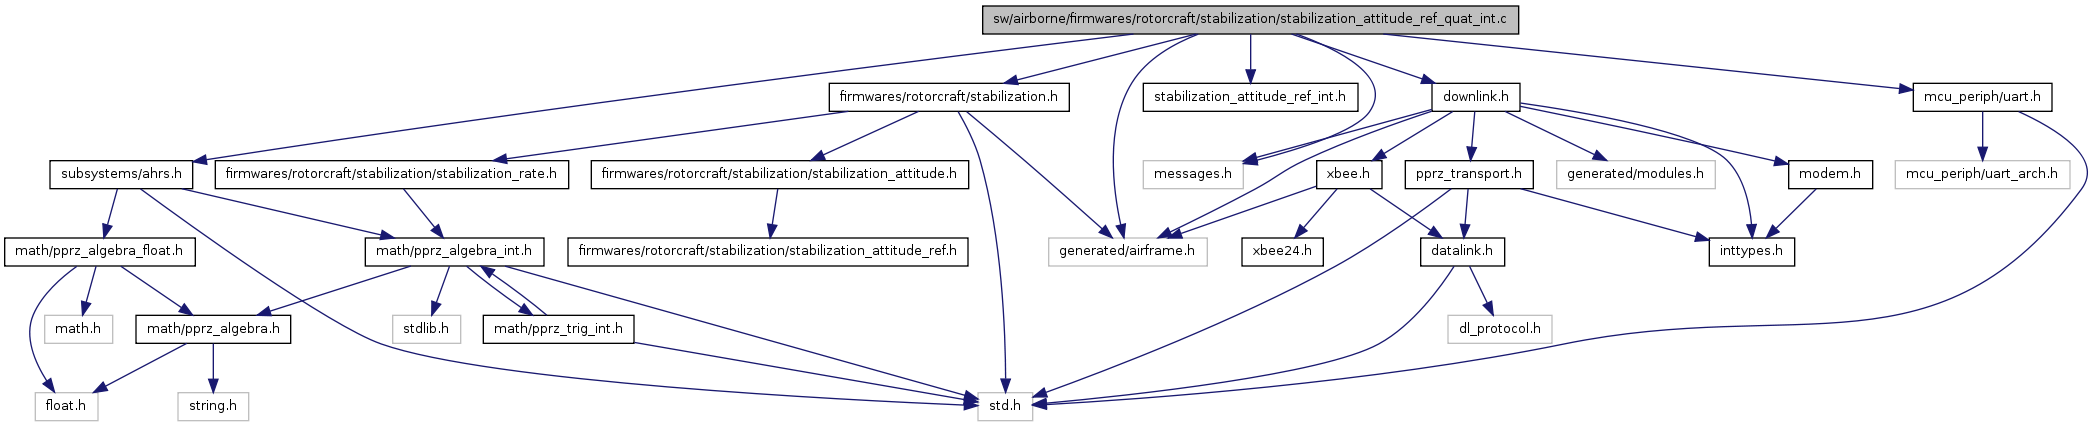 sw/airborne/firmwares/rotorcraft/stabilization/stabilization_attitude_ref_quat_int.c
firmwares/rotorcraft/stabilization.h
stabilization_attitude_ref_int.h
downlink.h
mcu_periph/uart.h
subsystems/ahrs.h
firmwares/rotorcraft/stabilization/stabilization_rate.h
firmwares/rotorcraft/stabilization/stabilization_attitude.h
messages.h
xbee.h
pprz_transport.h
generated/modules.h
modem.h
mcu_periph/uart_arch.h
math/pprz_algebra_float.h
math/pprz_algebra_int.h
firmwares/rotorcraft/stabilization/stabilization_attitude_ref.h
generated/airframe.h
xbee24.h
datalink.h
inttypes.h
math.h
math/pprz_algebra.h
stdlib.h
math/pprz_trig_int.h
dl_protocol.h
float.h
string.h
std.h